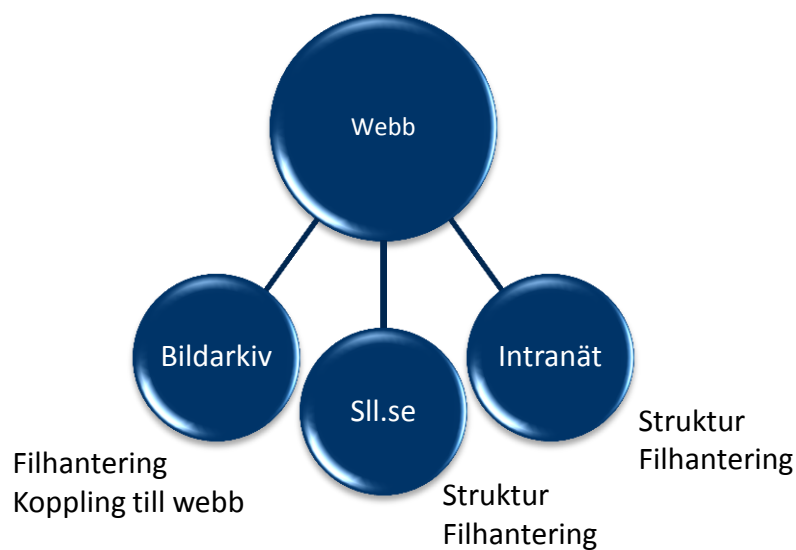 Webb
Bildarkiv
Sll.se
Intranät
Filhantering
Koppling till webb
Struktur
Filhantering
Struktur
Filhantering